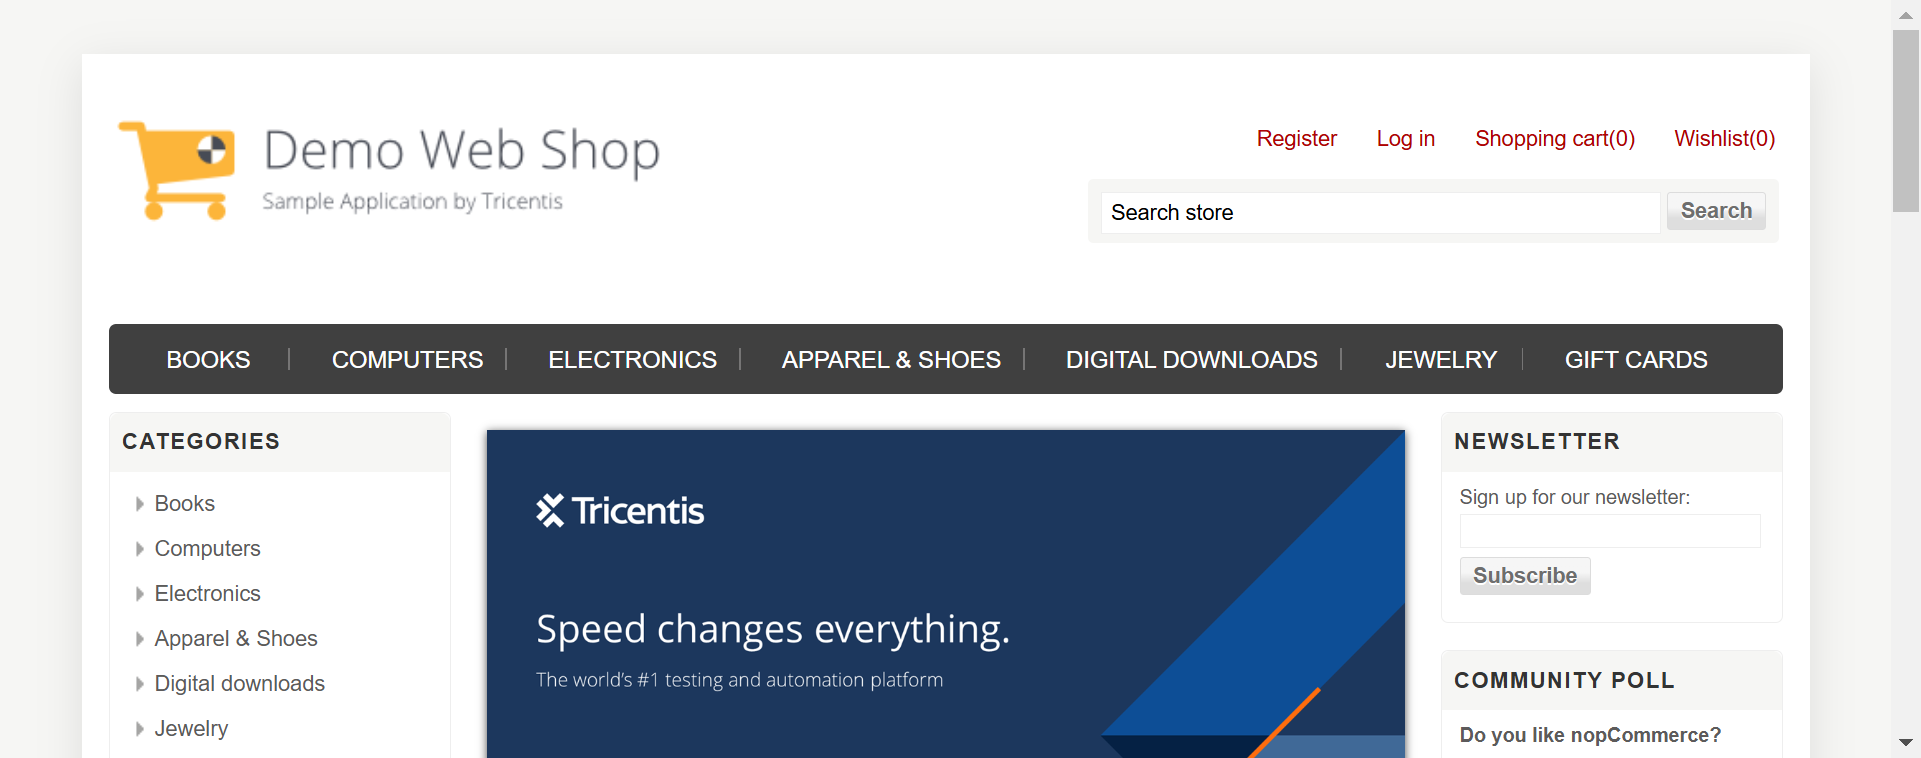 Demo Web Shop
Sample Application by Tricentis
Register Log in Shopping cart(0) Wishlist(0)
Search store Search
BOOKS COMPUTERS ELECTRONICS APPAREL & SHOES DIGITAL DOWNLOADS JEWELRY GIFT CARDS
CATEGORIES
Books
Computers
Electronics
Apparel & Shoes
Digital downloads
Jewelry
Tricentis
Speed changes everything.
The world's #1 testing and automation platform
NEWSLETTER
Sign up for our newsletter:
Subscribe
COMMUNITY POLL
Do you like nopCommerce?